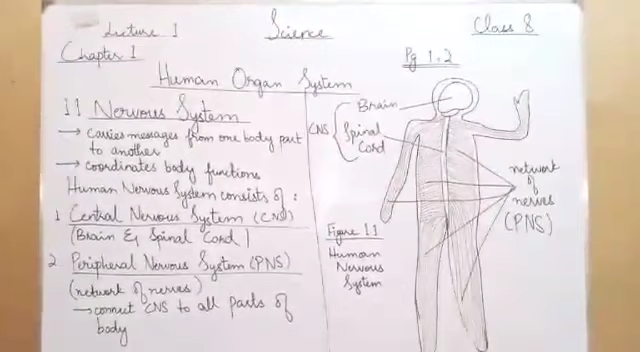 Lecture 1
Science
Class 8
Chapter 1
Pg 1.2
Human Organ System
1.1 Nervous System
→ carries messages from one body part
to another
→ coordinates body functions
Human Nervous System consists of :
1 Central Nervous System (CNS)
(Brain & Spinal Cord)
2 Peripheral Nervous System (PNS)
(network of nerves)
→ connect CNS to all parts of
body
CNS
Brain
Spinal
Cord
network
of
nerves
(PNS)
Figure 1.1
Human
Nervous
System